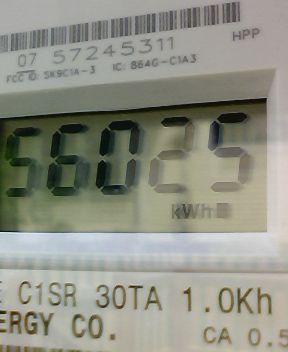 HPP
07 57245311
FCC ID: SK9C1A-3 IC: 864G-C1A3
56025
kWh
C1SR 30TA 1.0Kh
ERGY CO.
CA 0.5